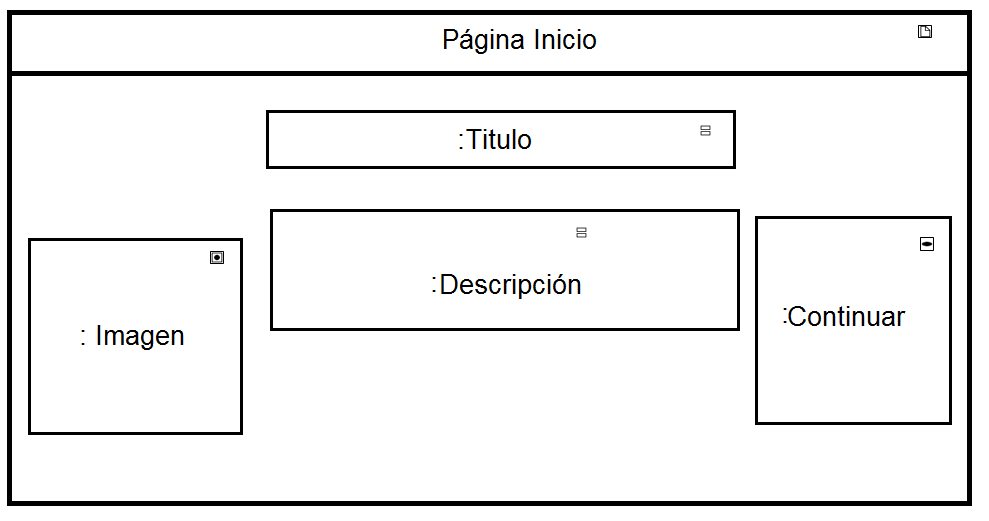 Página Inicio
:Titulo
:Descripción
: Imagen
:Continuar